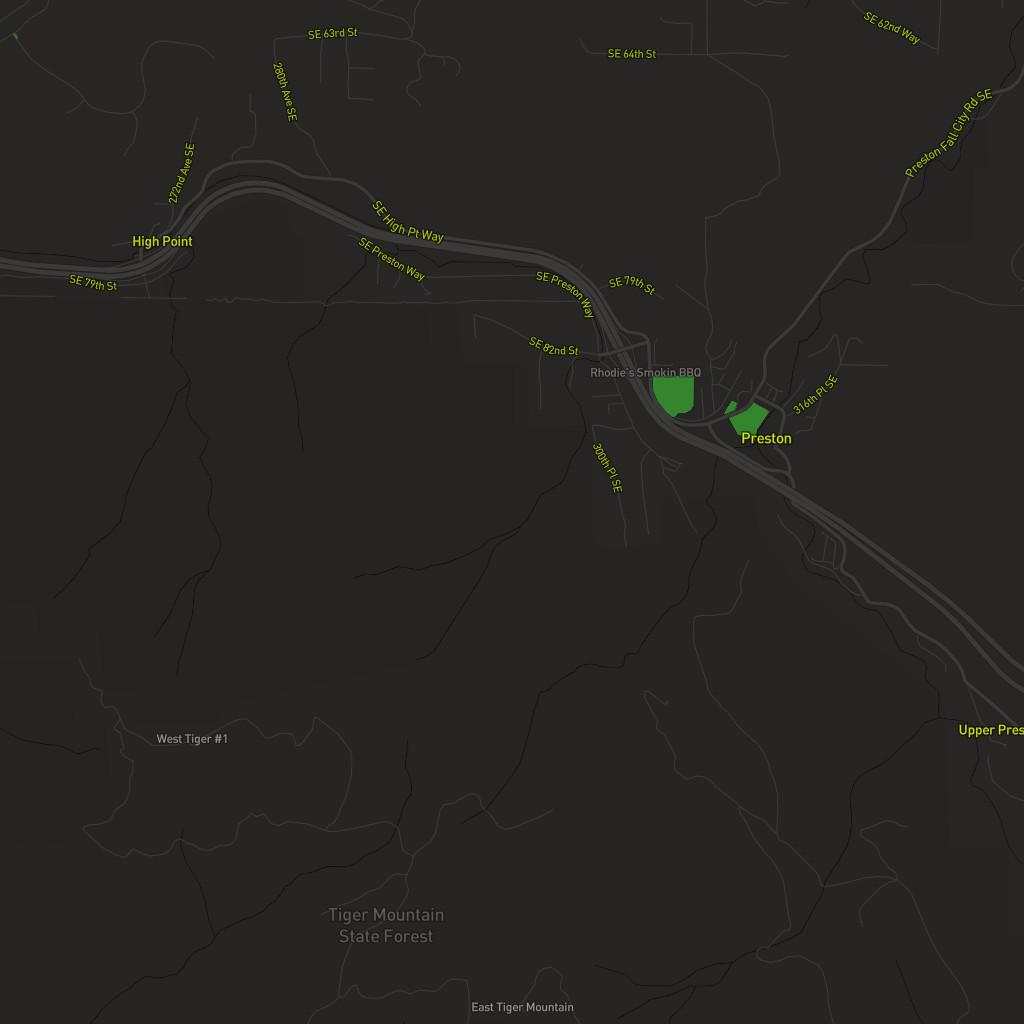 SE 62nd Way
SE 63rd St
SE 64th St
280th Ave SE
Preston Fall City Rd SE
272nd Ave SE
SE High Pt Way
High Point
SE Preston Way
SE 79th St
SE Preston Way
SE 79th St
SE 82nd St
Rhodie's Smokin BBQ
316th Pl SE
Preston
300th Pl SE
Upper Pres
West Tiger #1
Tiger Mountain
State Forest
East Tiger Mountain